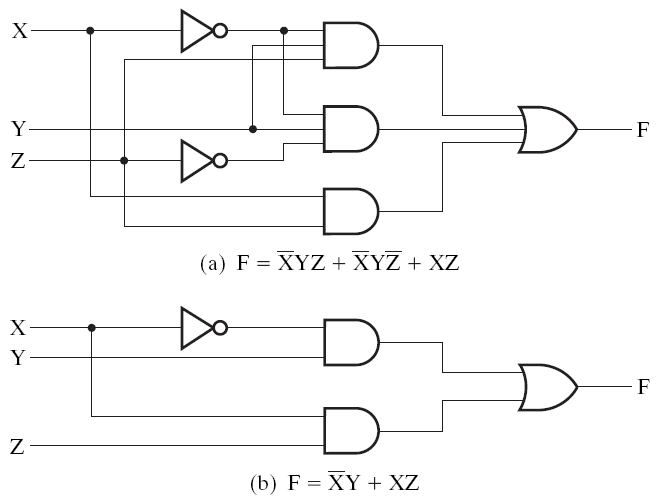 X
Y
Z
F
(a) F = X̅YZ + X̅YZ̅ + XZ
X
Y
Z
F
(b) F = X̅Y + XZ